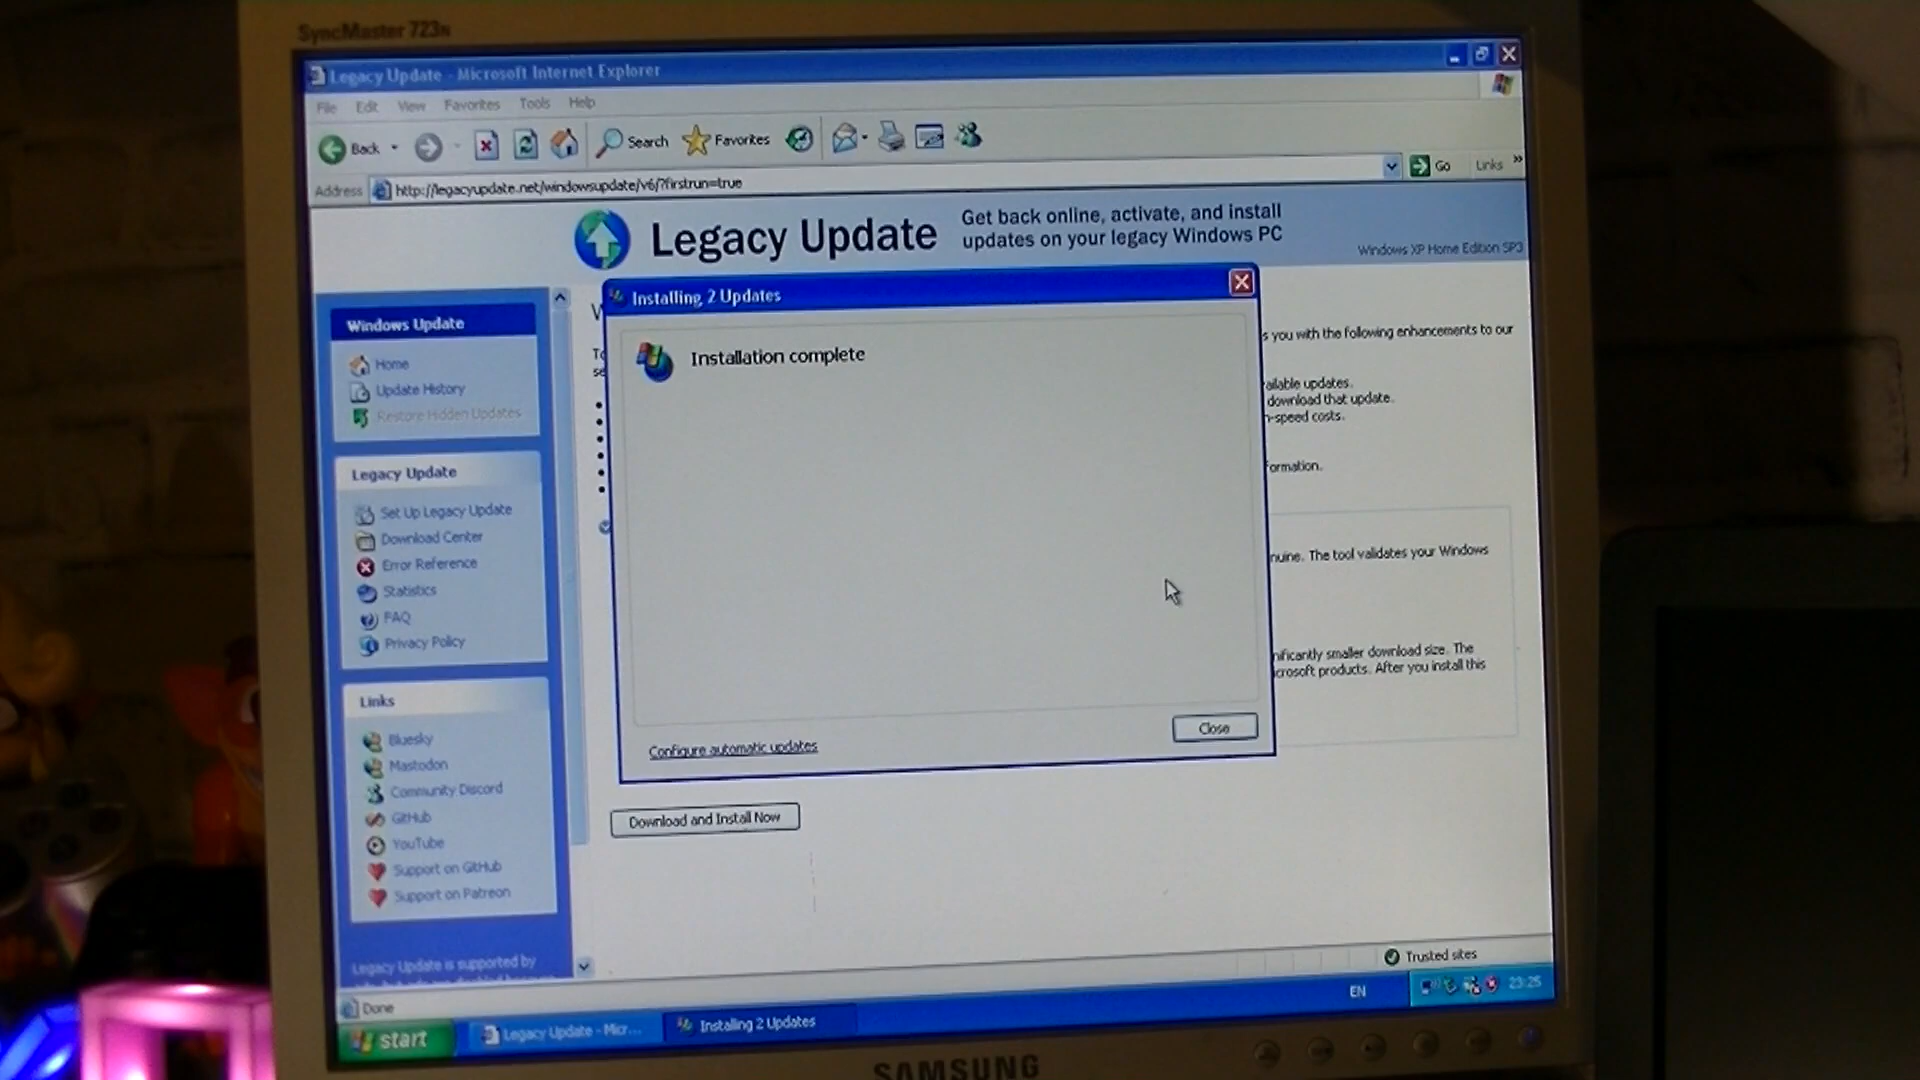 SyncMaster 723N
Legacy Update - Microsoft Internet Explorer
File Edit View Favorites Tools Help
Back Search Favorites
Address http://legacyupdate.net/windowsupdate/v6/?firstrun=true Go Links »
Legacy Update
Get back online, activate, and install
updates on your legacy Windows PC
Windows XP Home Edition SP3
Windows Update
Home
Update History
Restore Hidden Updates
Legacy Update
Set Up Legacy Update
Download Center
Error Reference
Statistics
FAQ
Privacy Policy
Links
Bluesky
Mastodon
Community Discord
GitHub
YouTube
Support on GitHub
Support on Patreon
Legacy Update is supported by
Installing 2 Updates
Installation complete
Configure automatic updates
Close
s you with the following enhancements to our
ailable updates.
download that update.
-speed costs.
ormation.
nuine. The tool validates your Windows
nificantly smaller download size. The
crosoft products. After you install this
Download and Install Now
Trusted sites
Done
start Legacy Update - Micr... Installing 2 Updates EN 23:25
SAMSUNG